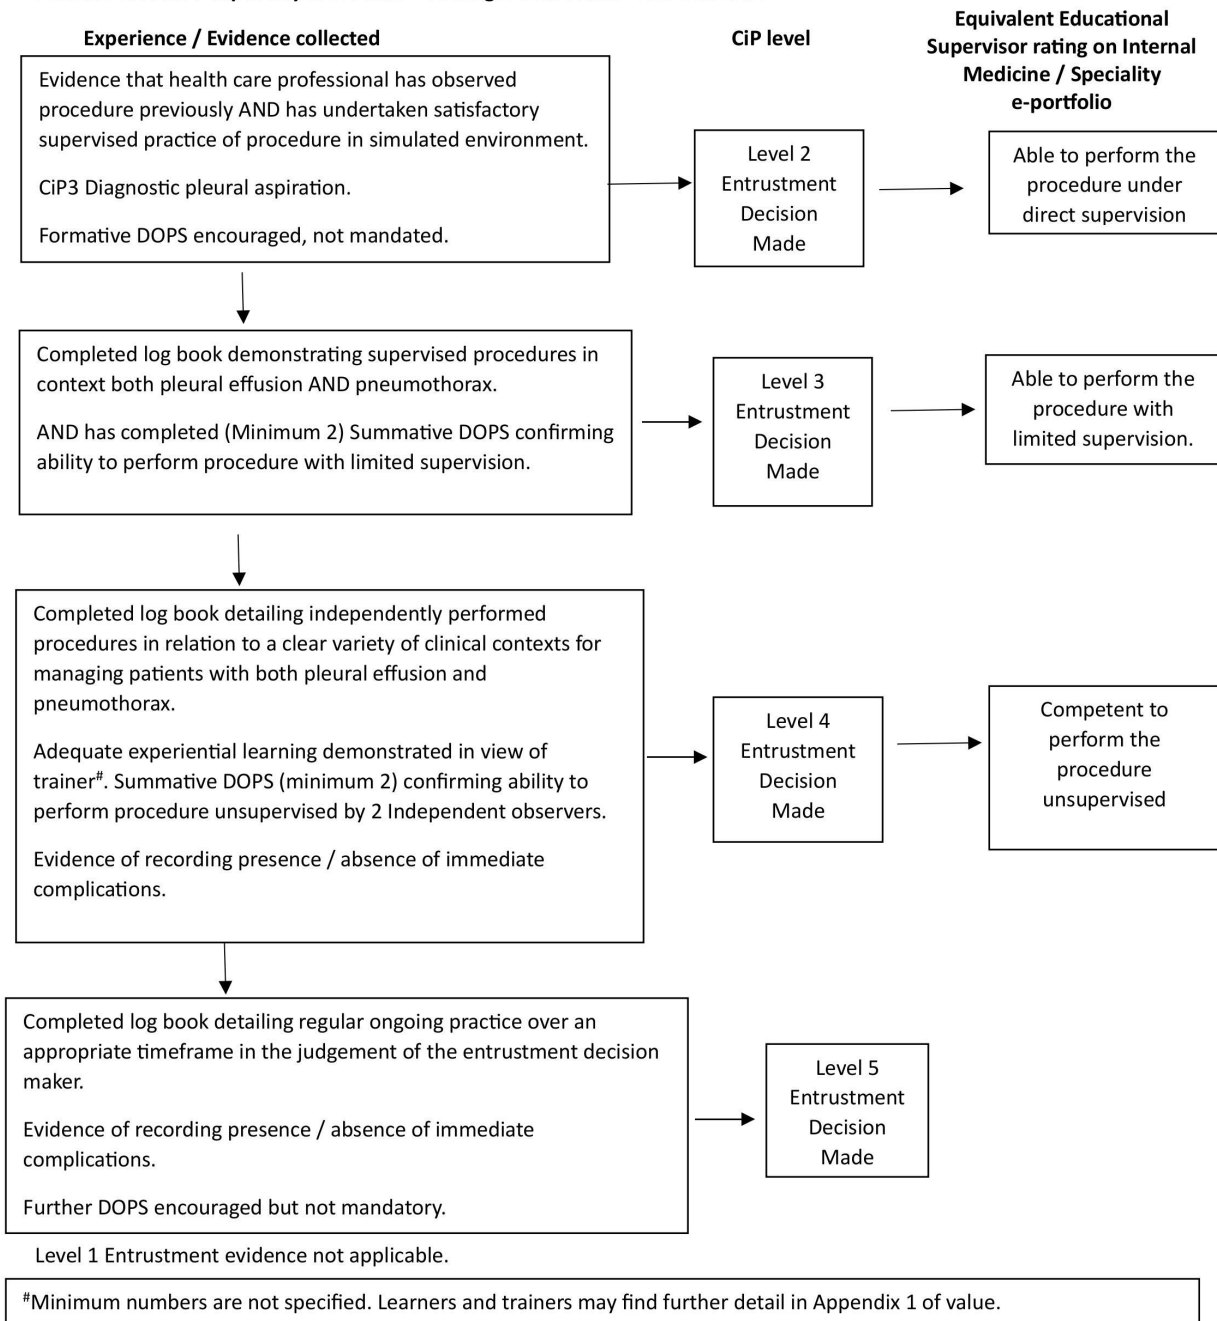 Experience / Evidence collected
CiP level
Equivalent Educational
Supervisor rating on Internal
Medicine / Speciality
e-portfolio
Evidence that health care professional has observed
procedure previously AND has undertaken satisfactory
supervised practice of procedure in simulated environment.
CiP3 Diagnostic pleural aspiration.
Formative DOPS encouraged, not mandated.
Level 2
Entrustment
Decision
Made
Able to perform the
procedure under
direct supervision
Completed log book demonstrating supervised procedures in
context both pleural effusion AND pneumothorax.
AND has completed (Minimum 2) Summative DOPS confirming
ability to perform procedure with limited supervision.
Level 3
Entrustment
Decision
Made
Able to perform the
procedure with
limited supervision.
Completed log book detailing independently performed
procedures in relation to a clear variety of clinical contexts for
managing patients with both pleural effusion and
pneumothorax.
Adequate experiential learning demonstrated in view of
trainer#. Summative DOPS (minimum 2) confirming ability to
perform procedure unsupervised by 2 Independent observers.
Evidence of recording presence / absence of immediate
complications.
Level 4
Entrustment
Decision
Made
Competent to
perform the
procedure
unsupervised
Completed log book detailing regular ongoing practice over an
appropriate timeframe in the judgement of the entrustment decision
maker.
Evidence of recording presence / absence of immediate
complications.
Further DOPS encouraged but not mandatory.
Level 5
Entrustment
Decision
Made
Level 1 Entrustment evidence not applicable.
#Minimum numbers are not specified. Learners and trainers may find further detail in Appendix 1 of value.